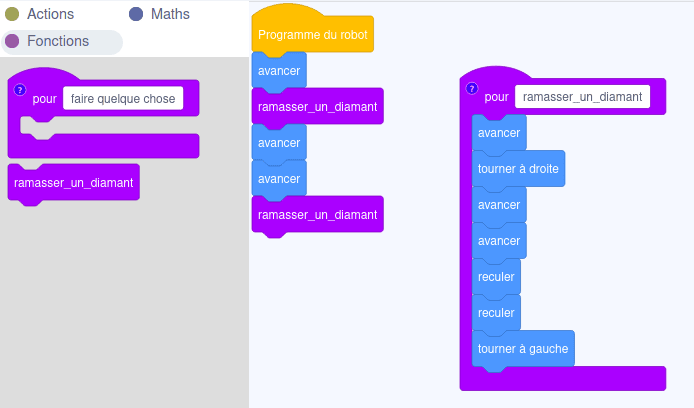 Actions
Maths
Fonctions
? pour faire quelque chose
ramasser_un_diamant
Programme du robot
avancer
ramasser_un_diamant
avancer
avancer
ramasser_un_diamant
? pour ramasser_un_diamant
avancer
tourner à droite
avancer
avancer
reculer
reculer
tourner à gauche